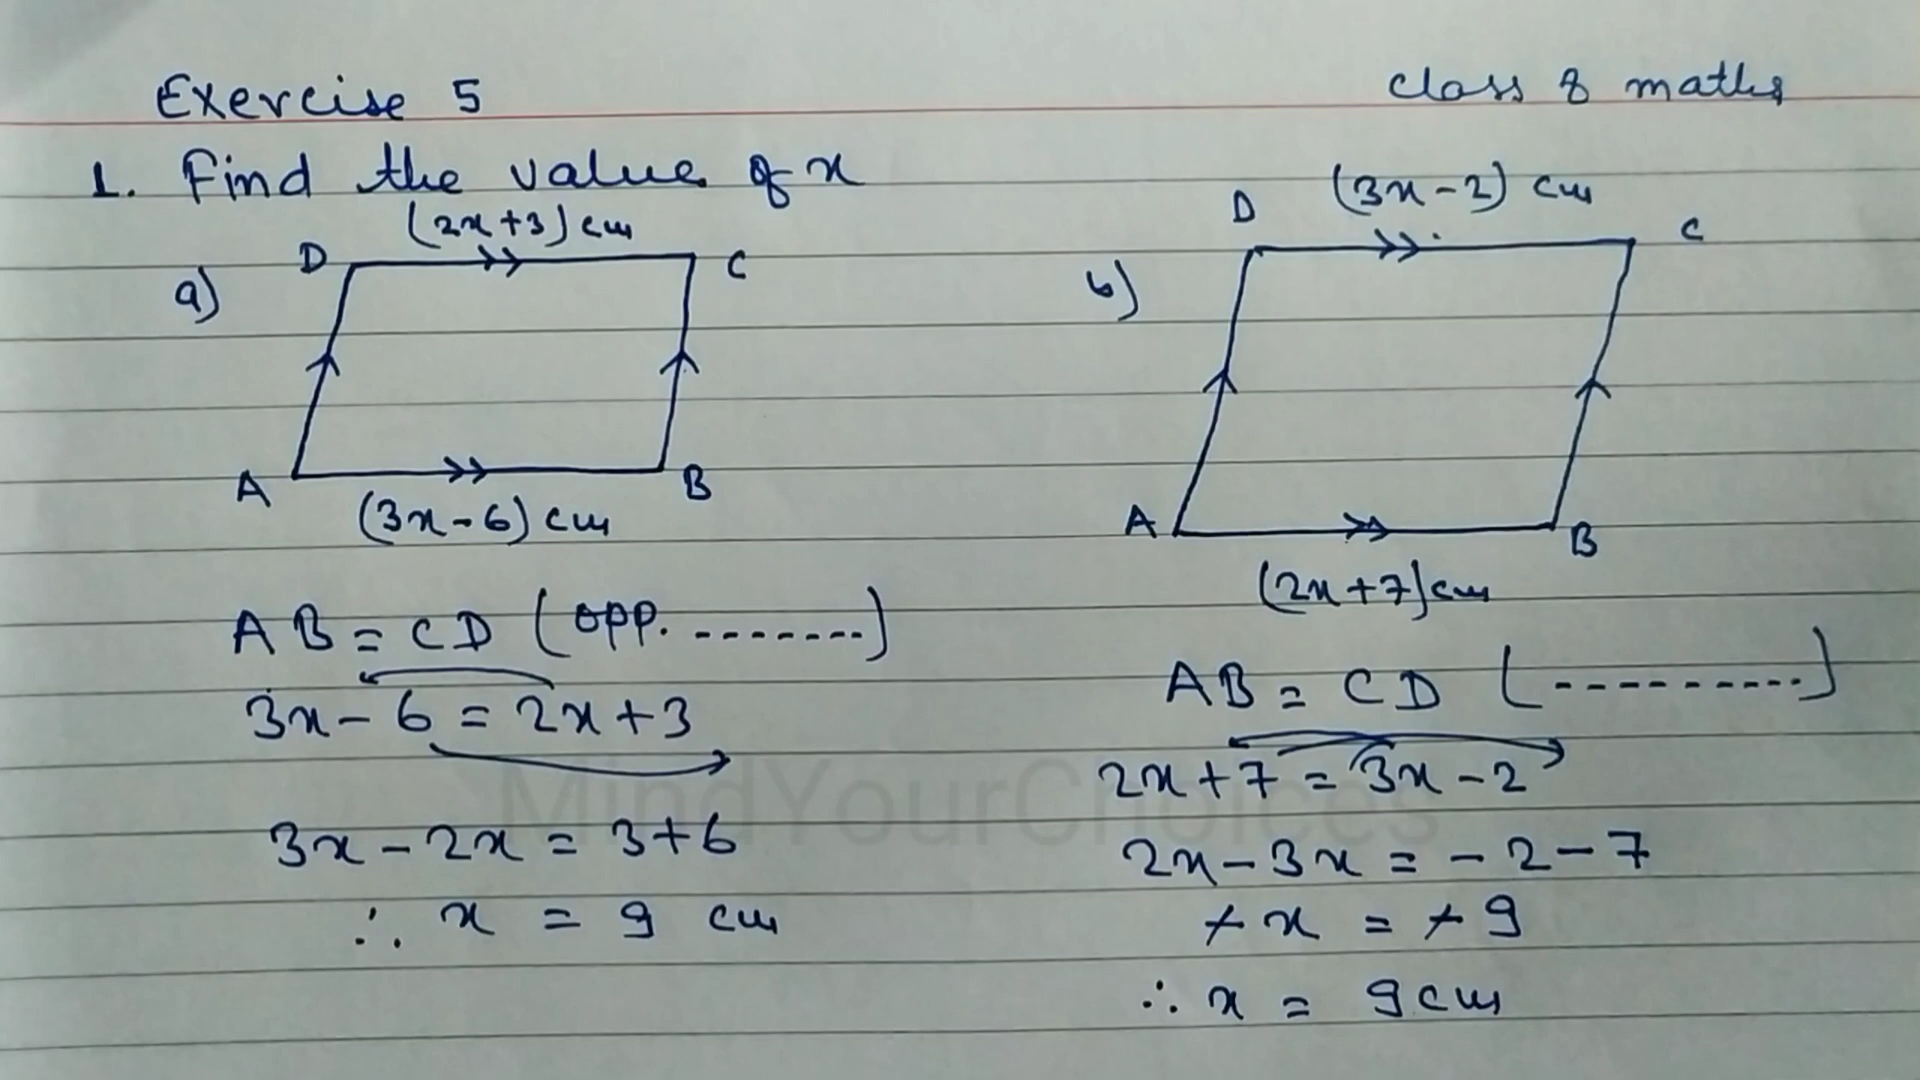 Exercise 5
class 8 maths
1. Find the value of x
a)
(2x+3) cm
D
C
A
B
(3x-6) cm
AB = CD (opp. -------)
3x - 6 = 2x + 3
3x - 2x = 3+6
∴ x = 9 cm
b)
(3x-2) cm
D
C
A
B
(2x+7) cm
AB = CD (----------)
2x+7 = 3x-2
2x-3x = -2-7
-x = -9
∴ x = 9 cm
MindYourChoices